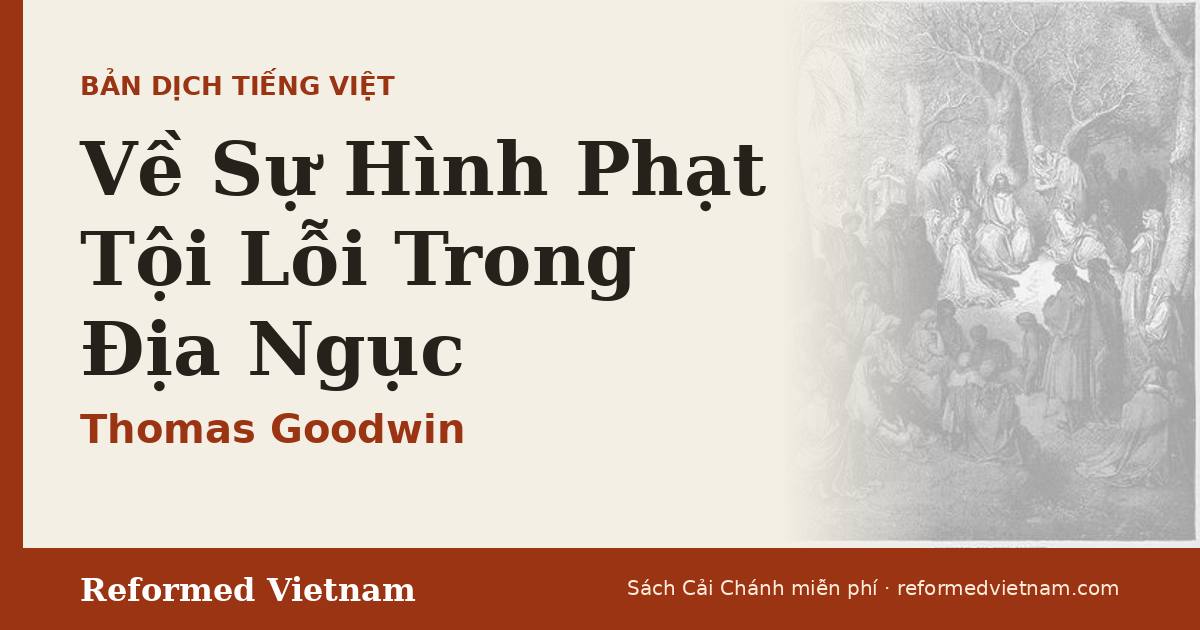 BẢN DỊCH TIẾNG VIỆT
Về Sự Hình Phạt
Tội Lỗi Trong
Địa Ngục
Thomas Goodwin
Reformed Vietnam
Sách Cải Chánh miễn phí · reformedvietnam.com